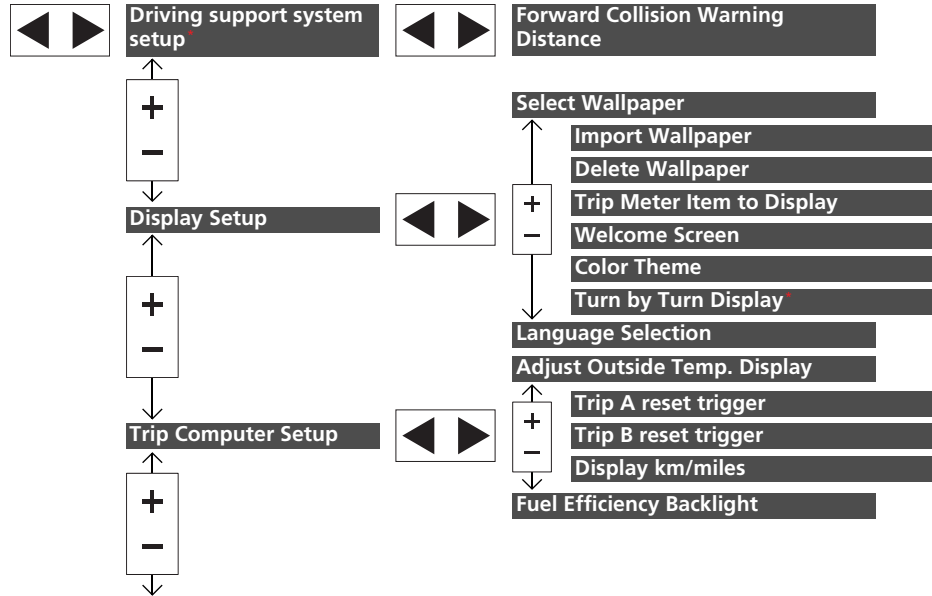 Driving support system
setup*
Forward Collision Warning
Distance
+
−
Select Wallpaper
Import Wallpaper
Delete Wallpaper
Trip Meter Item to Display
Welcome Screen
Color Theme
Turn by Turn Display*
Language Selection
Display Setup
+
−
+
−
Adjust Outside Temp. Display
Trip A reset trigger
Trip B reset trigger
Display km/miles
Fuel Efficiency Backlight
Trip Computer Setup
+
−
+
−